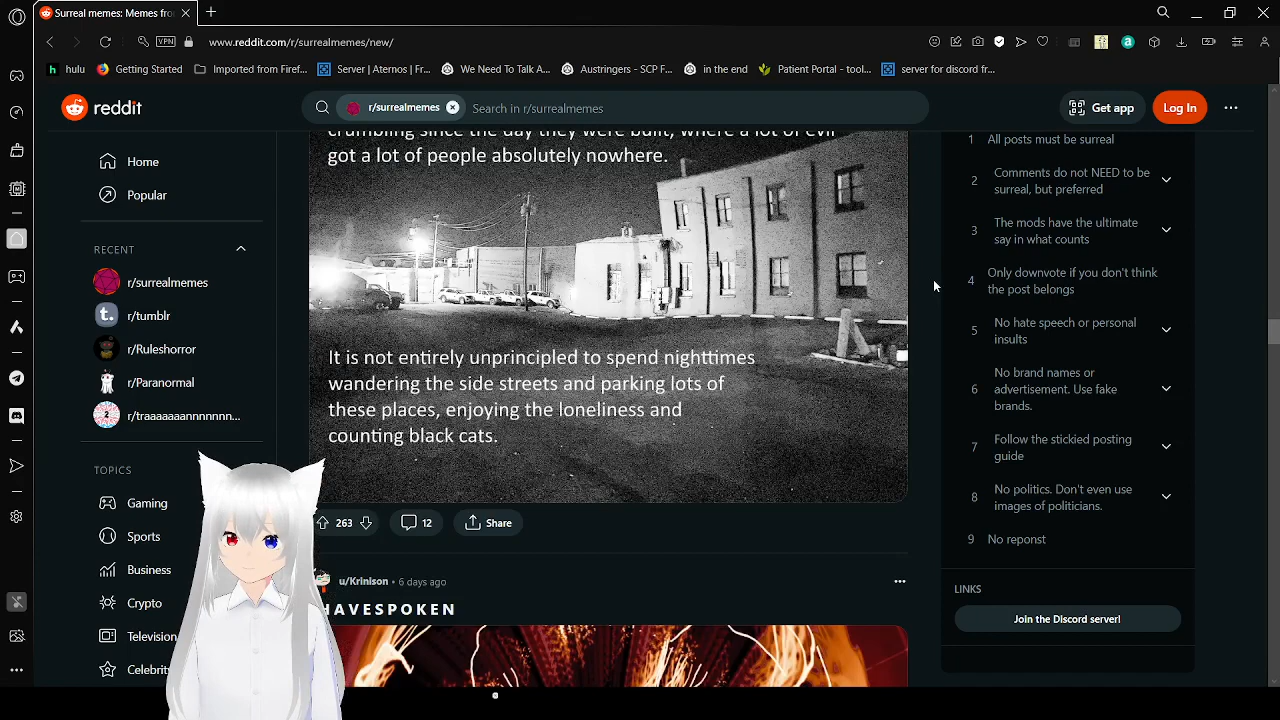 Surreal memes: Memes fro
VPN
www.reddit.com/r/surrealmemes/new/
hulu
Getting Started
Imported from Firef...
Server | Aternos | Fr...
We Need To Talk A...
Austringers - SCP F...
in the end
Patient Portal - tool...
server for discord fr...
reddit
r/surrealmemes
Search in r/surrealmemes
Get app
Log In
Home
Popular
RECENT
r/surrealmemes
r/tumblr
r/Ruleshorror
r/Paranormal
r/traaaaaaannnnnn...
TOPICS
Gaming
Sports
Business
Crypto
Television
Celebrit
crumbling since the day they were built, where a lot of evil
got a lot of people absolutely nowhere.
It is not entirely unprincipled to spend nighttimes
wandering the side streets and parking lots of
these places, enjoying the loneliness and
counting black cats.
263
12
Share
u/Krinison • 6 days ago
H A V E S P O K E N
1 All posts must be surreal
2 Comments do not NEED to be
surreal, but preferred
3 The mods have the ultimate
say in what counts
4 Only downvote if you don't think
the post belongs
5 No hate speech or personal
insults
6 No brand names or
advertisement. Use fake
brands.
7 Follow the stickied posting
guide
8 No politics. Don't even use
images of politicians.
9 No reponst
LINKS
Join the Discord server!